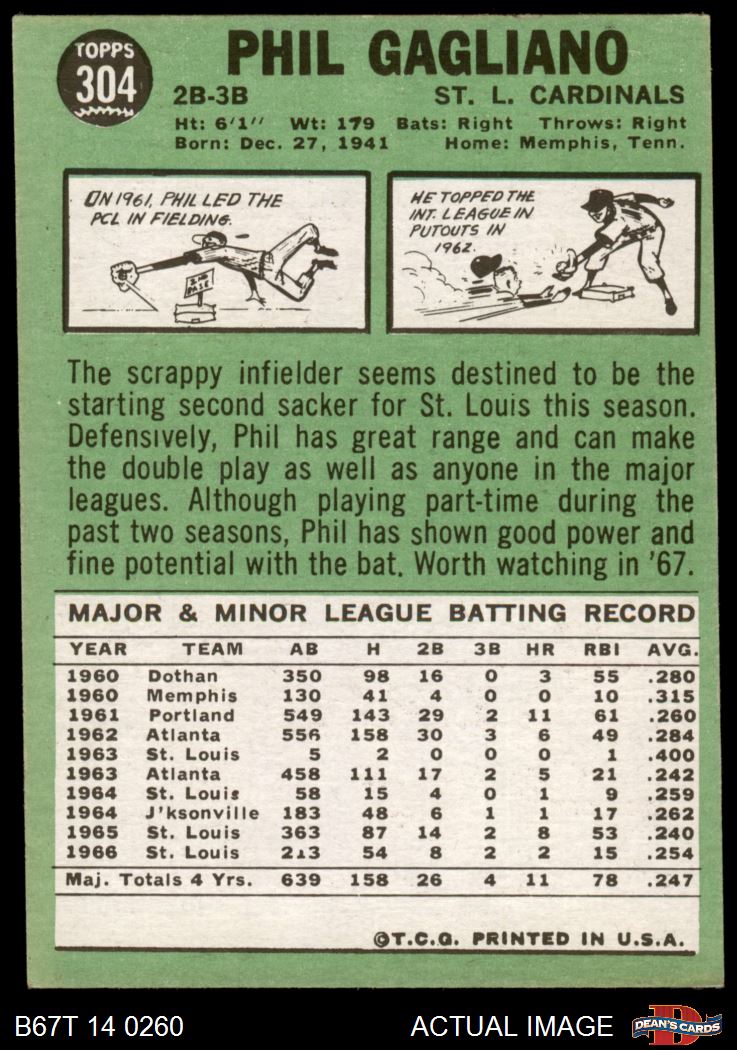 TOPPS
304
PHIL GAGLIANO
2B-3B ST. L. CARDINALS
Ht: 6'1" Wt: 179 Bats: Right Throws: Right
Born: Dec. 27, 1941 Home: Memphis, Tenn.
IN 1961, PHIL LED THE
PCL IN FIELDING.
2ND
BASE
HE TOPPED THE
INT. LEAGUE IN
PUTOUTS IN
1962.
The scrappy infielder seems destined to be the
starting second sacker for St. Louis this season.
Defensively, Phil has great range and can make
the double play as well as anyone in the major
leagues. Although playing part-time during the
past two seasons, Phil has shown good power and
fine potential with the bat. Worth watching in '67.
MAJOR & MINOR LEAGUE BATTING RECORD
YEAR TEAM AB H 2B 3B HR RBI AVG.
1960 Dothan 350 98 16 0 3 55 .280
1960 Memphis 130 41 4 0 0 10 .315
1961 Portland 549 143 29 2 11 61 .260
1962 Atlanta 556 158 30 3 6 49 .284
1963 St. Louis 5 2 0 0 0 1 .400
1963 Atlanta 458 111 17 2 5 21 .242
1964 St. Louis 58 15 4 0 1 9 .259
1964 J'ksonville 183 48 6 1 1 17 .262
1965 St. Louis 363 87 14 2 8 53 .240
1966 St. Louis 213 54 8 2 2 15 .254
Maj. Totals 4 Yrs. 639 158 26 4 11 78 .247
©T.C.G. PRINTED IN U.S.A.
B67T 14 0260 ACTUAL IMAGE
D
DEAN'S CARDS